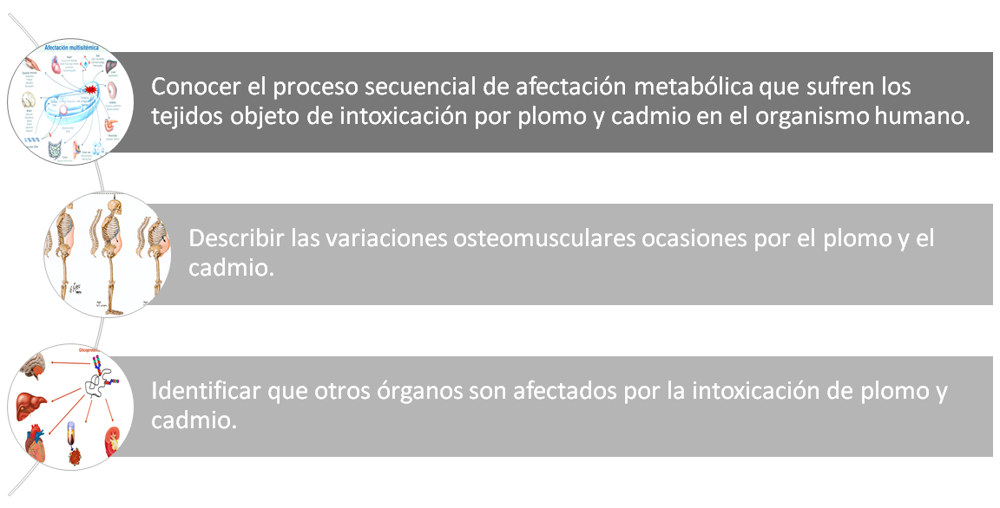 Afectación multisitémica
Conocer el proceso secuencial de afectación metabólica que sufren los
tejidos objeto de intoxicación por plomo y cadmio en el organismo humano.
Describir las variaciones osteomusculares ocasiones por el plomo y el
cadmio.
Identificar que otros órganos son afectados por la intoxicación de plomo y
cadmio.